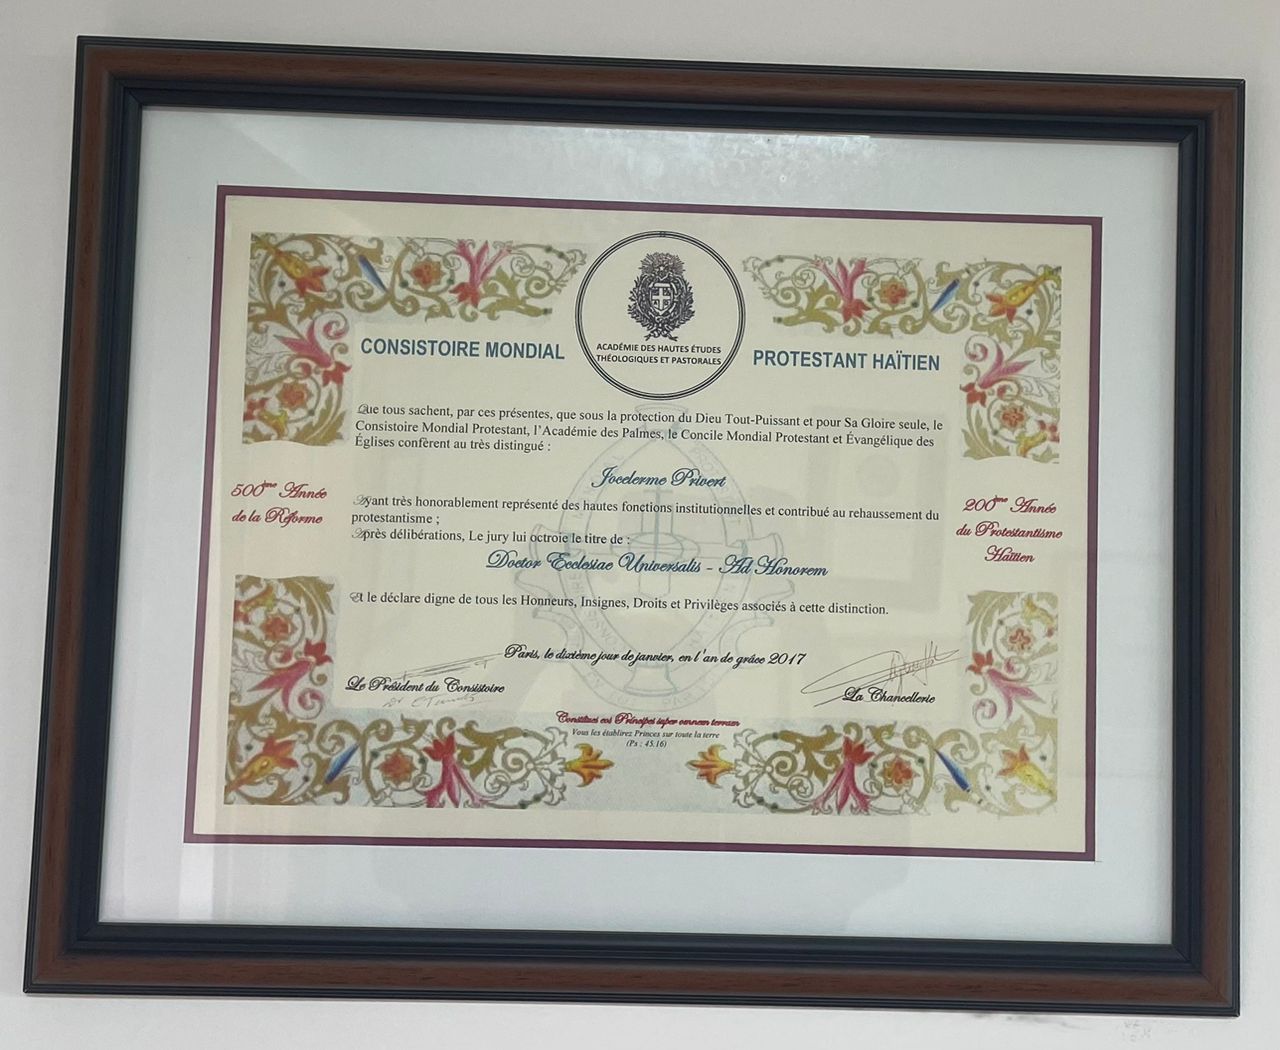 ACADÉMIE DES HAUTES ÉTUDES
THÉOLOGIQUES ET PASTORALES
CONSISTOIRE MONDIAL PROTESTANT HAÏTIEN
Que tous sachent, par ces présentes, que sous la protection du Dieu Tout-Puissant et pour Sa Gloire seule, le
Consistoire Mondial Protestant, l'Académie des Palmes, le Concile Mondial Protestant et Évangélique des
Églises confèrent au très distingué :
Jocelerme Privert
500ème Année
de la Réforme
Ayant très honorablement représenté des hautes fonctions institutionnelles et contribué au rehaussement du
protestantisme ;
Après délibérations, Le jury lui octroie le titre de :
200ème Année
du Protestantisme
Haïtien
Doctor Ecclesiae Universalis - Ad Honorem
Et le déclare digne de tous les Honneurs, Insignes, Droits et Privilèges associés à cette distinction.
Paris, le dixième jour de janvier, en l'an de grâce 2017
Le Président du Consistoire
La Chancellerie
Constitues eos Principes super omnem terram
Vous les établirez Princes sur toute la terre
(Ps : 45.16)